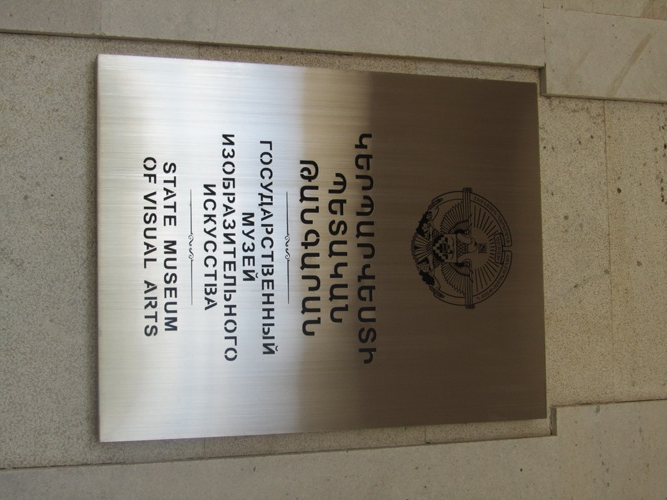 ԿԵՐՊԱՐՎԵՍՏԻ
ՊԵՏԱԿԱՆ
ԹԱՆԳԱՐԱՆ
ГОСУДАРСТВЕННЫЙ
МУЗЕЙ
ИЗОБРАЗИТЕЛЬНОГО
ИСКУССТВА
STATE MUSEUM
OF VISUAL ARTS